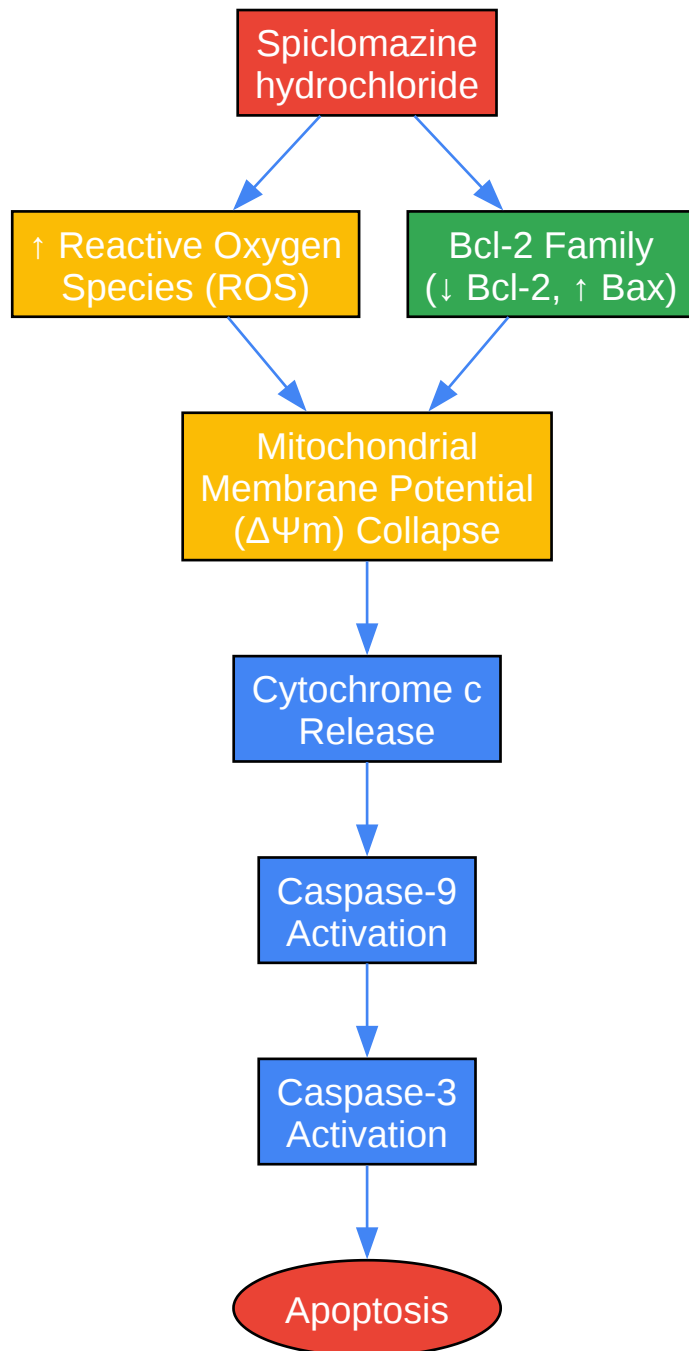 Spiclomazine
hydrochloride
↑ Reactive Oxygen
Species (ROS)
Bcl-2 Family
(↓ Bcl-2, ↑ Bax)
Mitochondrial
Membrane Potential
(ΔΨm) Collapse
Cytochrome c
Release
Caspase-9
Activation
Caspase-3
Activation
Apoptosis